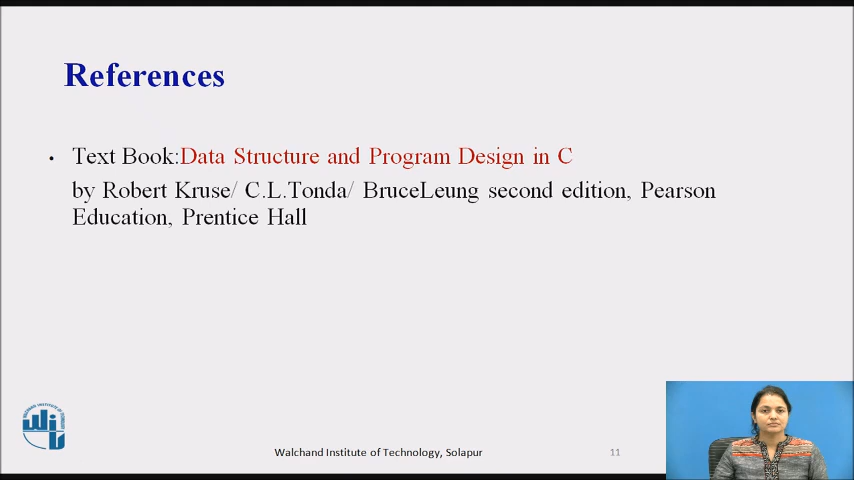 References
• Text Book:Data Structure and Program Design in C
by Robert Kruse/ C.L.Tonda/ BruceLeung second edition, Pearson
Education, Prentice Hall
Walchand Institute of Technology, Solapur
11